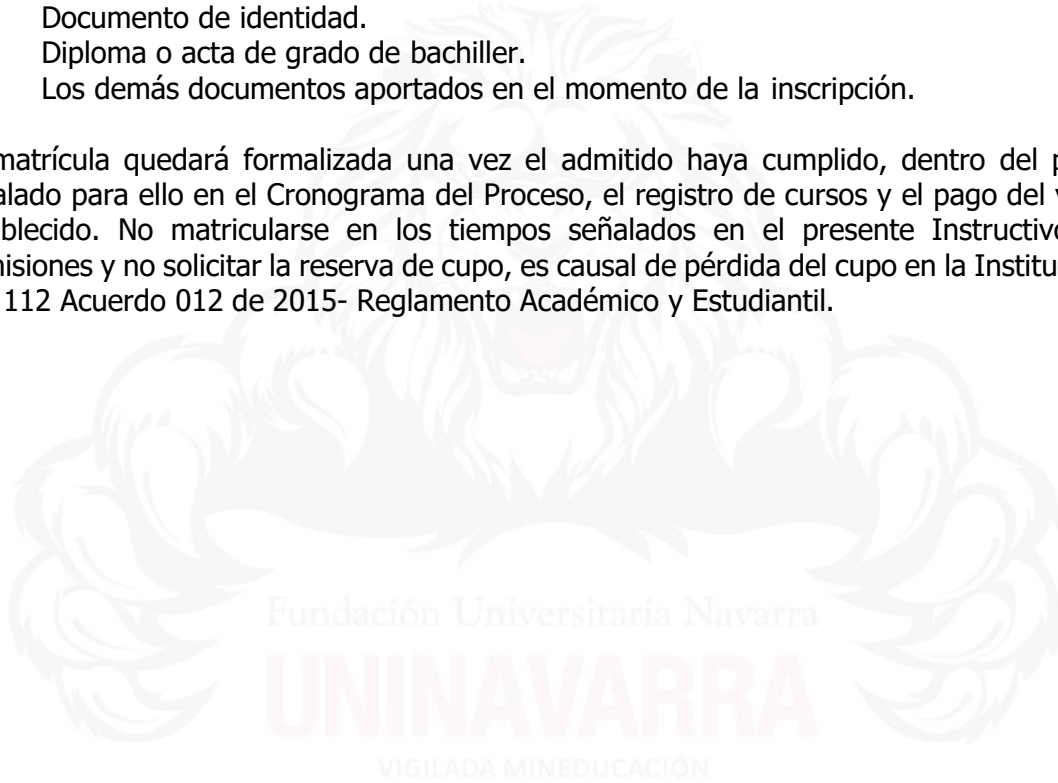 Documento de identidad.
Diploma o acta de grado de bachiller.
Los demás documentos aportados en el momento de la inscripción.
matrícula quedará formalizada una vez el admitido haya cumplido, dentro del p
alado para ello en el Cronograma del Proceso, el registro de cursos y el pago del v
blecido. No matricularse en los tiempos señalados en el presente Instructivo
isiones y no solicitar la reserva de cupo, es causal de pérdida del cupo en la Institu
112 Acuerdo 012 de 2015- Reglamento Académico y Estudiantil.
Fundación Universitaria Navarra
UNINAVARRA
VIGILADA MINEDUCACIÓN